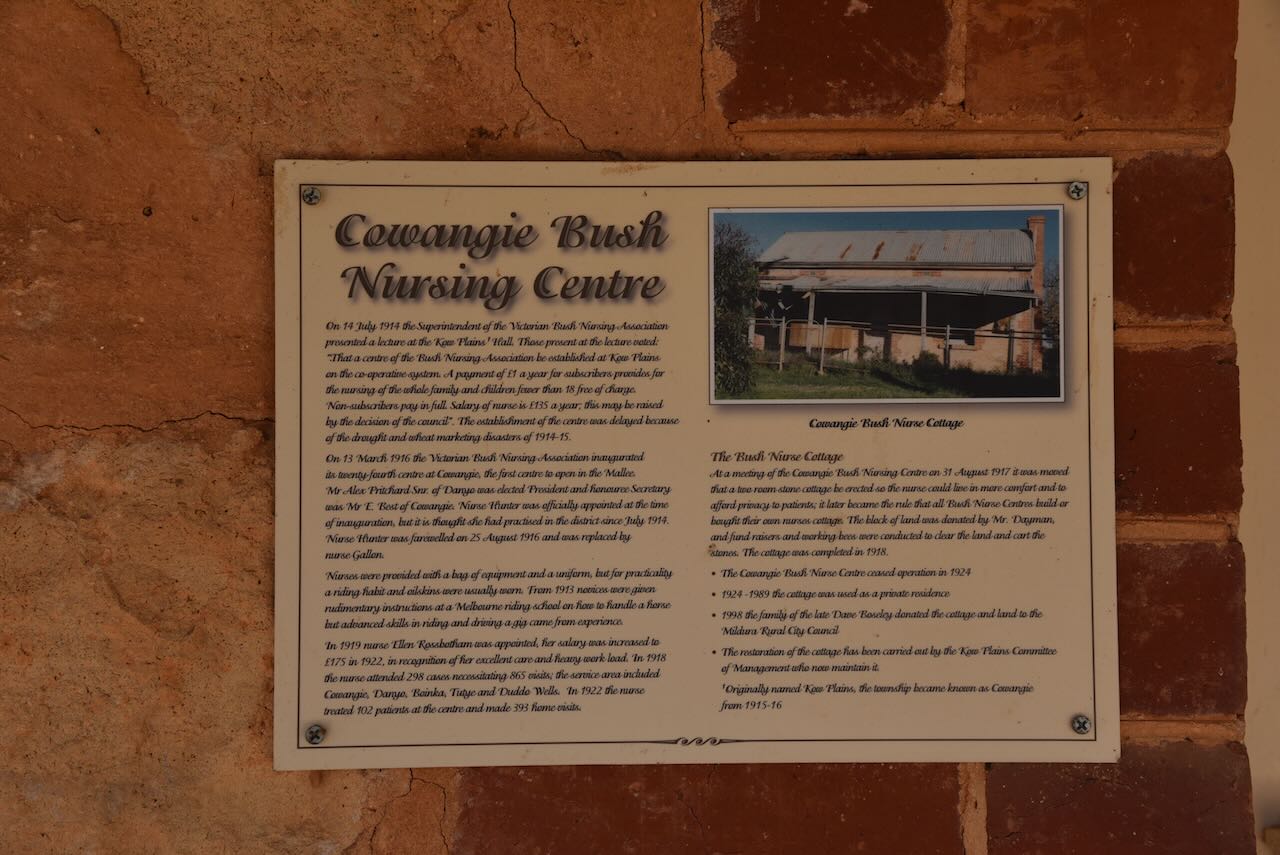 Cowangie Bush
Nursing Centre
On 14 July 1914 the Superintendent of the Victorian Bush Nursing Association
presented a lecture at the Kow Plains¹ Hall. Those present at the lecture voted:
"That a centre of the Bush Nursing Association be established at Kow Plains
on the co-operative system. A payment of £1 a year for subscribers provides for
the nursing of the whole family and children fewer than 18 free of charge.
Non-subscribers pay in full. Salary of nurse is £135 a year, this may be raised
by the decision of the council". The establishment of the centre was delayed because
of the drought and wheat marketing disasters of 1914-15.
On 13 March 1916 the Victorian Bush Nursing Association inaugurated
its twenty-fourth centre at Cowangie, the first centre to open in the Mallee.
Mr Alex Pritchard Snr. of Danyo was elected President and honouree Secretary
was Mr E. Best of Cowangie. Nurse Hunter was officially appointed at the time
of inauguration, but it is thought she had practised in the district since July 1914.
Nurse Hunter was farewelled on 25 August 1916 and was replaced by
nurse Gallon.
Nurses were provided with a bag of equipment and a uniform, but for practicality
a riding habit and oilskins were usually worn. From 1913 novices were given
rudimentary instructions at a Melbourne riding school on how to handle a horse
but advanced skills in riding and driving a gig came from experience.
In 1919 nurse Ellen Rossbotham was appointed, her salary was increased to
£175 in 1922, in recognition of her excellent care and heavy work load. In 1918
the nurse attended 298 cases necessitating 865 visits; the service area included
Cowangie, Danyo, Boinka, Tutye and Duddo Wells. In 1922 the nurse
treated 102 patients at the centre and made 393 home visits.
Cowangie Bush Nurse Cottage
The Bush Nurse Cottage
At a meeting of the Cowangie Bush Nursing Centre on 31 August 1917 it was moved
that a two room stone cottage be erected so the nurse could live in more comfort and to
afford privacy to patients; it later became the rule that all Bush Nurse Centres build or
bought their own nurses cottage. The block of land was donated by Mr. Dayman,
and fund raisers and working bees were conducted to clear the land and cart the
stones. The cottage was completed in 1918.
• The Cowangie Bush Nurse Centre ceased operation in 1924
• 1924 -1989 the cottage was used as a private residence
• 1998 the family of the late Dave Boseley donated the cottage and land to the
Mildura Rural City Council
• The restoration of the cottage has been carried out by the Kow Plains Committee
of Management who now maintain it.
¹Originally named Kow Plains, the township became known as Cowangie
from 1915-16